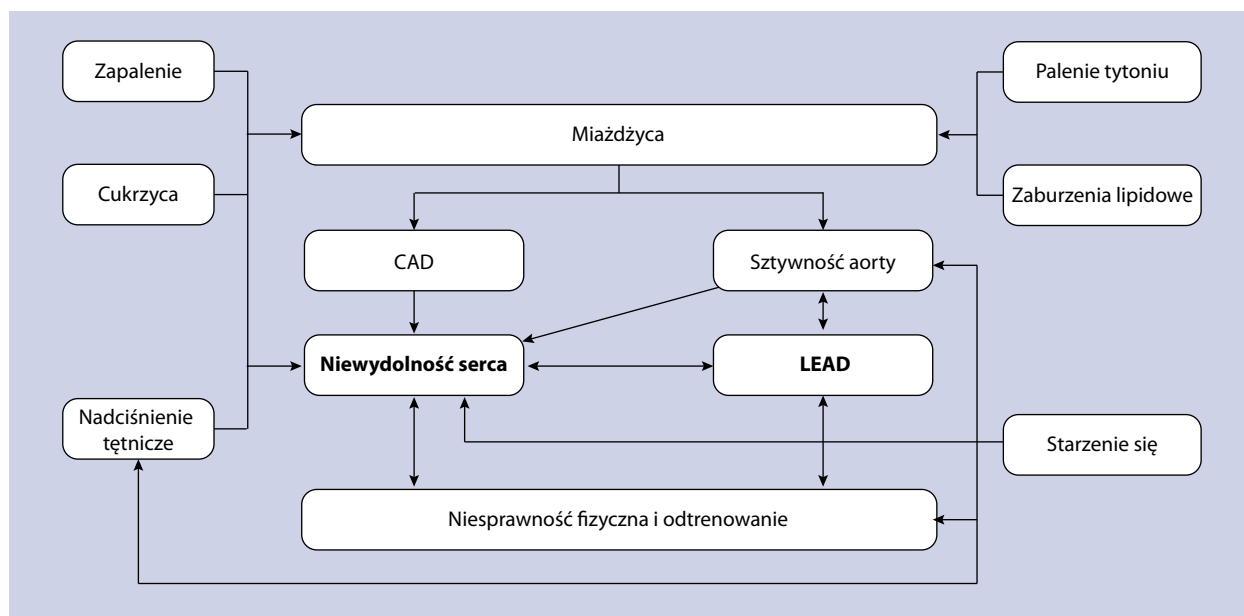 Zapalenie
Palenie tytoniu
Miażdżyca
Cukrzyca
Zaburzenia lipidowe
CAD
Sztywność aorty
Niewydolność serca
LEAD
Nadciśnienie
tętnicze
Starzenie się
Niesprawność fizyczna i odtrenowanie